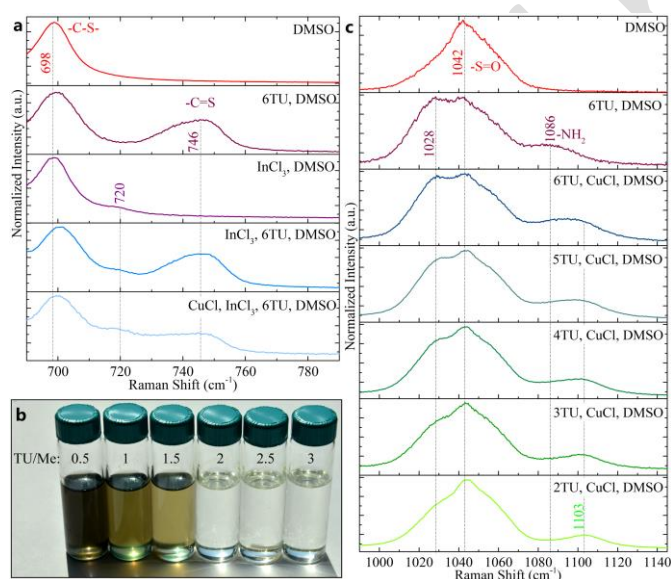 a
DMSO
-C-S-
698
6TU, DMSO
-C=S
746
InCl₃, DMSO
720
InCl₃, 6TU, DMSO
CuCl, InCl₃, 6TU, DMSO
Normalized Intensity (a.u.)
700 720 740 760 780
Raman Shift (cm⁻¹)
b
TU/Me: 0.5 1 1.5 2 2.5 3
c
DMSO
1042
-S=O
6TU, DMSO
1028
1086
-NH₂
6TU, CuCl, DMSO
5TU, CuCl, DMSO
4TU, CuCl, DMSO
3TU, CuCl, DMSO
2TU, CuCl, DMSO
1103
Normalized Intensity (a.u.)
1000 1020 1040 1060 1080 1100 1120 1140
Raman Shift (cm⁻¹)